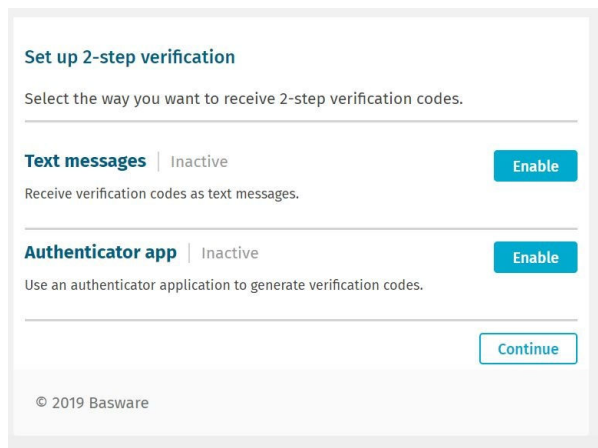 Set up 2-step verification
Select the way you want to receive 2-step verification codes.
Text messages | Inactive
Enable
Receive verification codes as text messages.
Authenticator app | Inactive
Enable
Use an authenticator application to generate verification codes.
Continue
© 2019 Basware